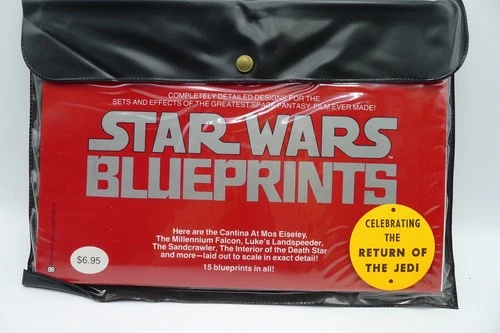 COMPLETELY DETAILED DESIGNS FOR THE
SETS AND EFFECTS OF THE GREATEST SPACE FANTASY FILM EVER MADE!
STAR WARS
™
BLUEPRINTS
Here are the Cantina At Mos Eiseley,
The Millennium Falcon, Luke's Landspeeder,
The Sandcrawler, The Interior of the Death Star
and more—laid out to scale in exact detail!
15 blueprints in all!
$6.95
CELEBRATING
THE
RETURN OF
THE JEDI
BB